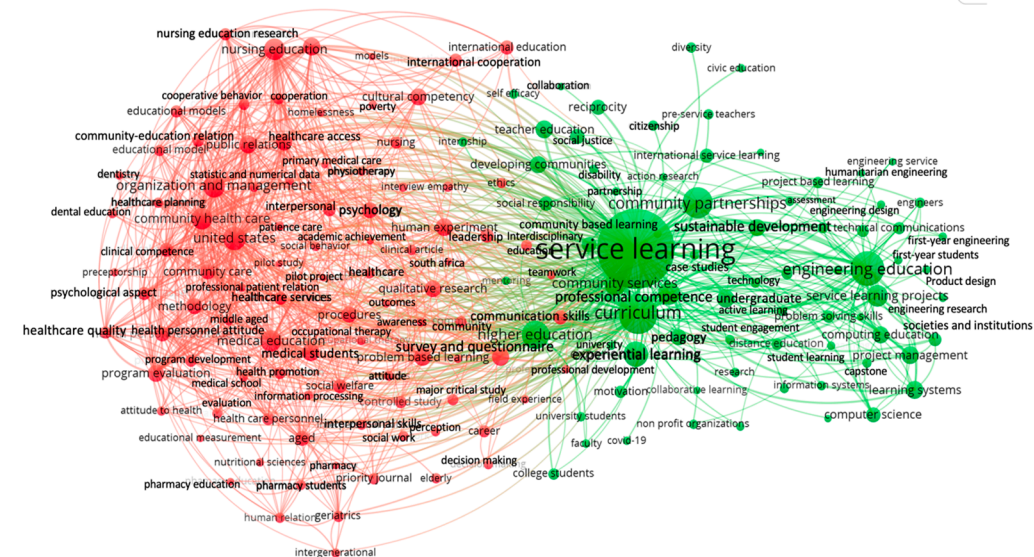 nursing education research
nursing education
models
international education
international cooperation
diversity
civic education
cooperative behavior
cooperation
cultural competency
self efficacy
collaboration
educational models
homelessness
poverty
reciprocity
pre-service teachers
community-education relation
healthcare access
teacher education
citizenship
educational model
public relations
nursing
internship
social justice
primary medical care
developing communities
international service learning
engineering service
dentistry
statistic and numerical data
physiotherapy
disability
action research
humanitarian engineering
organization and management
interview empathy
ethics
partnership
project based learning
healthcare planning
interpersonal
psychology
social responsibility
community partnerships
assessment
engineers
dental education
community health care
patience care
human experiment
community based learning
sustainable development
engineering design
technical communications
united states
academic achievement
leadership
Interdisciplinary
first-year engineering
clinical competence
social behavior
clinical article
education
service learning
first-year students
pilot study
south africa
case studies
preceptorship
community care
pilot project
healthcare
teamwork
engineering education
professional patient relation
mentoring
community services
technology
Product design
psychological aspect
healthcare services
qualitative research
professional competence
undergraduate
service learning projects
methodology
outcomes
active learning
engineering research
middle aged
procedures
awareness
communication skills
curriculum
problem solving skills
healthcare quality
health personnel attitude
occupational therapy
community
student engagement
societies and institutions
medical education
higher education
pedagogy
computing education
medical students
survey and questionnaire
university
distance education
program development
problem based learning
experiential learning
student learning
project management
program evaluation
health promotion
attitude
professional development
research
capstone
medical school
social welfare
major critical study
motivation
collaborative learning
information systems
learning systems
evaluation
information processing
controlled study
field experience
attitude to health
health care personnel
interpersonal skills
perception
university students
non profit organizations
computer science
educational measurement
aged
social work
career
faculty
covid-19
nutritional sciences
pharmacy
decision making
college students
pharmacy education
pharmacy students
priority journal
elderly
human relation
geriatrics
intergenerational